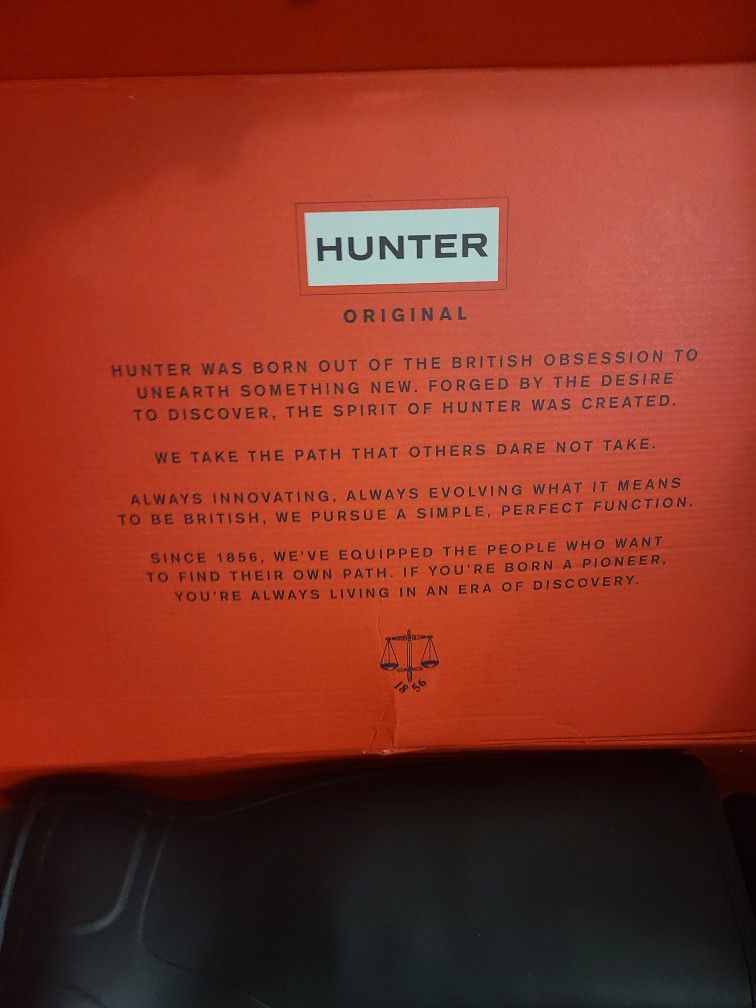 HUNTER
ORIGINAL
HUNTER WAS BORN OUT OF THE BRITISH OBSESSION TO
UNEARTH SOMETHING NEW. FORGED BY THE DESIRE
TO DISCOVER, THE SPIRIT OF HUNTER WAS CREATED.
WE TAKE THE PATH THAT OTHERS DARE NOT TAKE.
ALWAYS INNOVATING, ALWAYS EVOLVING WHAT IT MEANS
TO BE BRITISH, WE PURSUE A SIMPLE, PERFECT FUNCTION.
SINCE 1856, WE'VE EQUIPPED THE PEOPLE WHO WANT
TO FIND THEIR OWN PATH. IF YOU'RE BORN A PIONEER,
YOU'RE ALWAYS LIVING IN AN ERA OF DISCOVERY.
1856